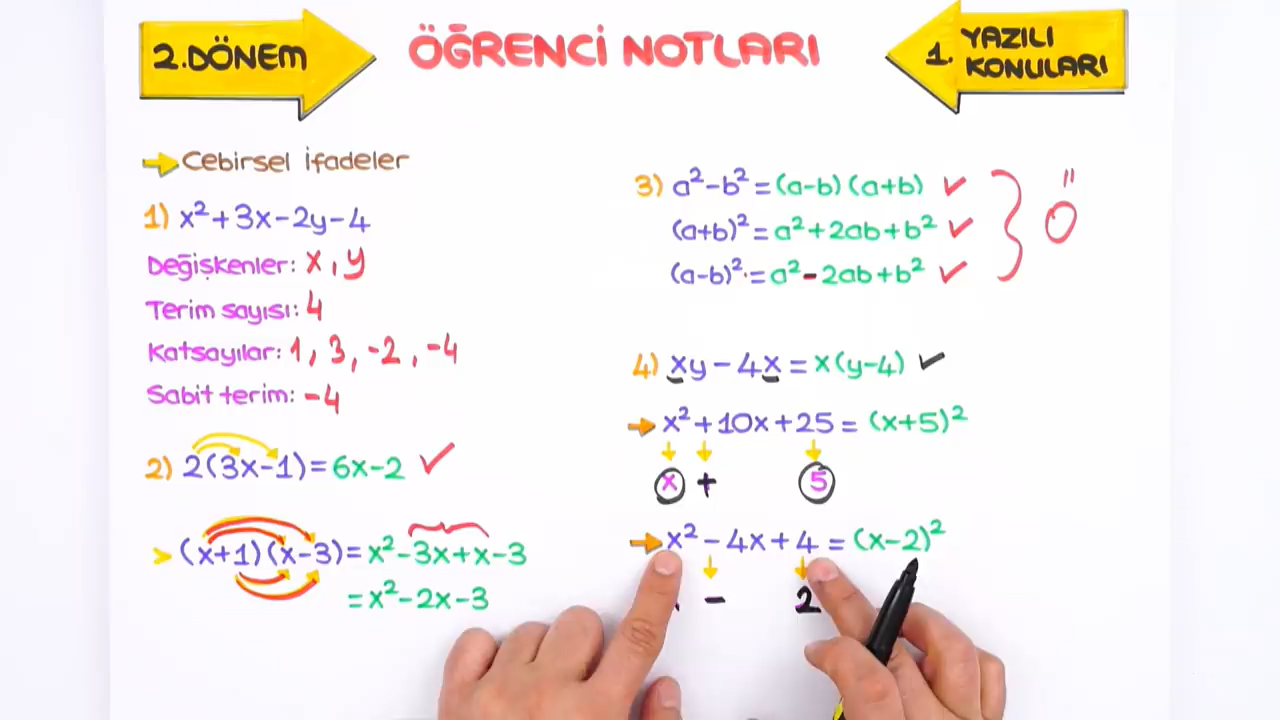 2.DÖNEM
ÖĞRENCİ NOTLARI
1. YAZILI KONULARI
Cebirsel İfadeler
1) x²+3x-2y-4
Değişkenler: x, y
Terim sayısı: 4
Katsayılar: 1, 3, -2, -4
Sabit terim: -4
2) 2(3x-1)=6x-2 ✓
(x+1)(x-3)=x²-3x+x-3
=x²-2x-3
3) a²-b²=(a-b)(a+b) ✓
(a+b)²=a²+2ab+b² ✓
(a-b)²=a²-2ab+b² ✓
Ö
4) xy-4x=x(y-4) ✓
x²+10x+25=(x+5)²
x + 5
x²-4x+4=(x-2)²
- 2